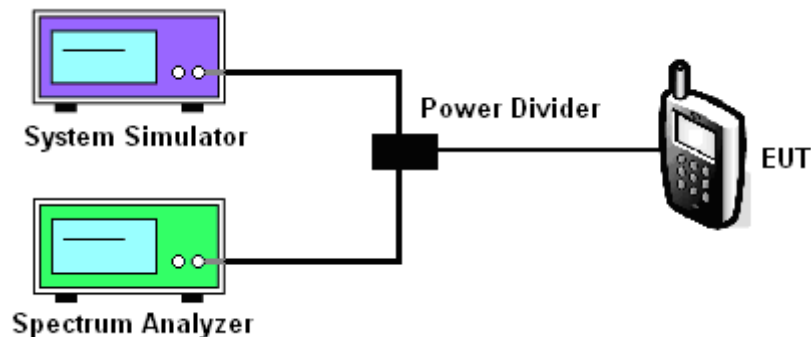 System Simulator
Power Divider
EUT
Spectrum Analyzer